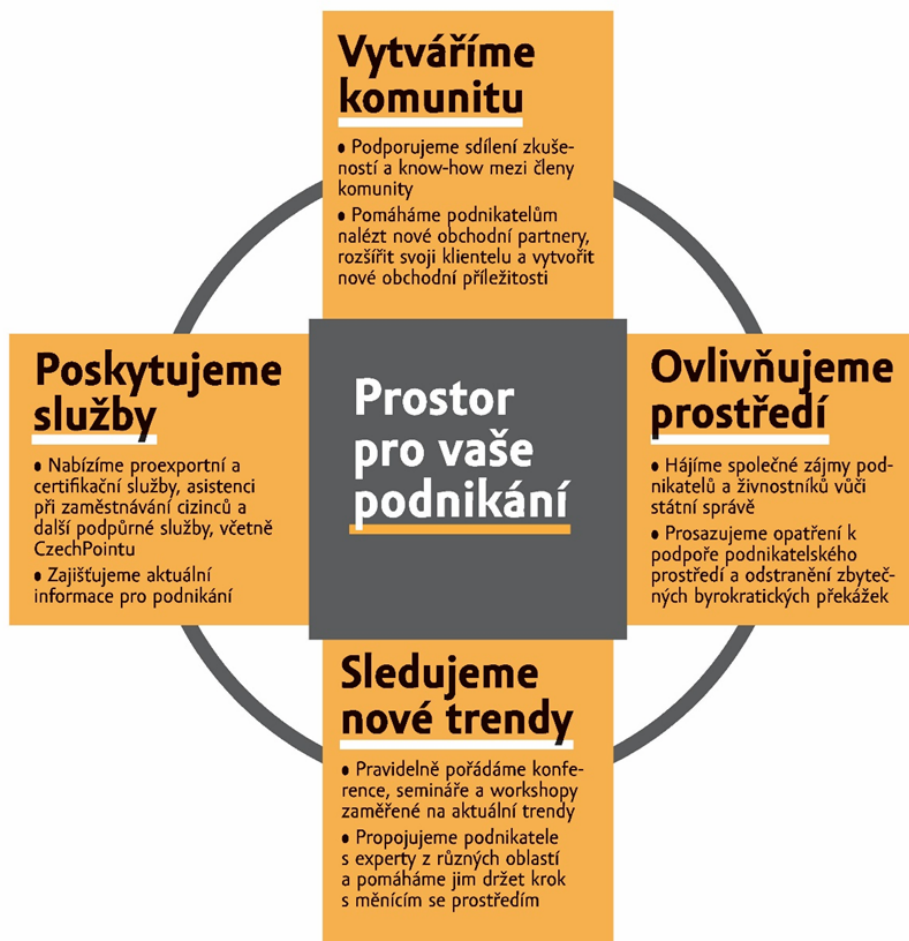 Vytváříme
komunitu
• Podporujeme sdílení zkuše-
ností a know-how mezi členy
komunity
• Pomáháme podnikatelům
nalézt nové obchodní partnery,
rozšířit svoji klientelu a vytvořit
nové obchodní příležitosti
Poskytujeme
služby
• Nabízíme proexportní a
certifikační služby, asistenci
při zaměstnávání cizinců a
další podpůrné služby, včetně
CzechPointu
• Zajišťujeme aktuální
informace pro podnikání
Prostor
pro vaše
podnikání
Ovlivňujeme
prostředí
• Hájíme společné zájmy pod-
nikatelů a živnostníků vůči
státní správě
• Prosazujeme opatření k
podpoře podnikatelského
prostředí a odstranění zbyteč-
ných byrokratických překážek
Sledujeme
nové trendy
• Pravidelně pořádáme konfe-
rence, semináře a workshopy
zaměřené na aktuální trendy
• Propojujeme podnikatele
s experty z různých oblastí
a pomáháme jim držet krok
s měnícím se prostředím